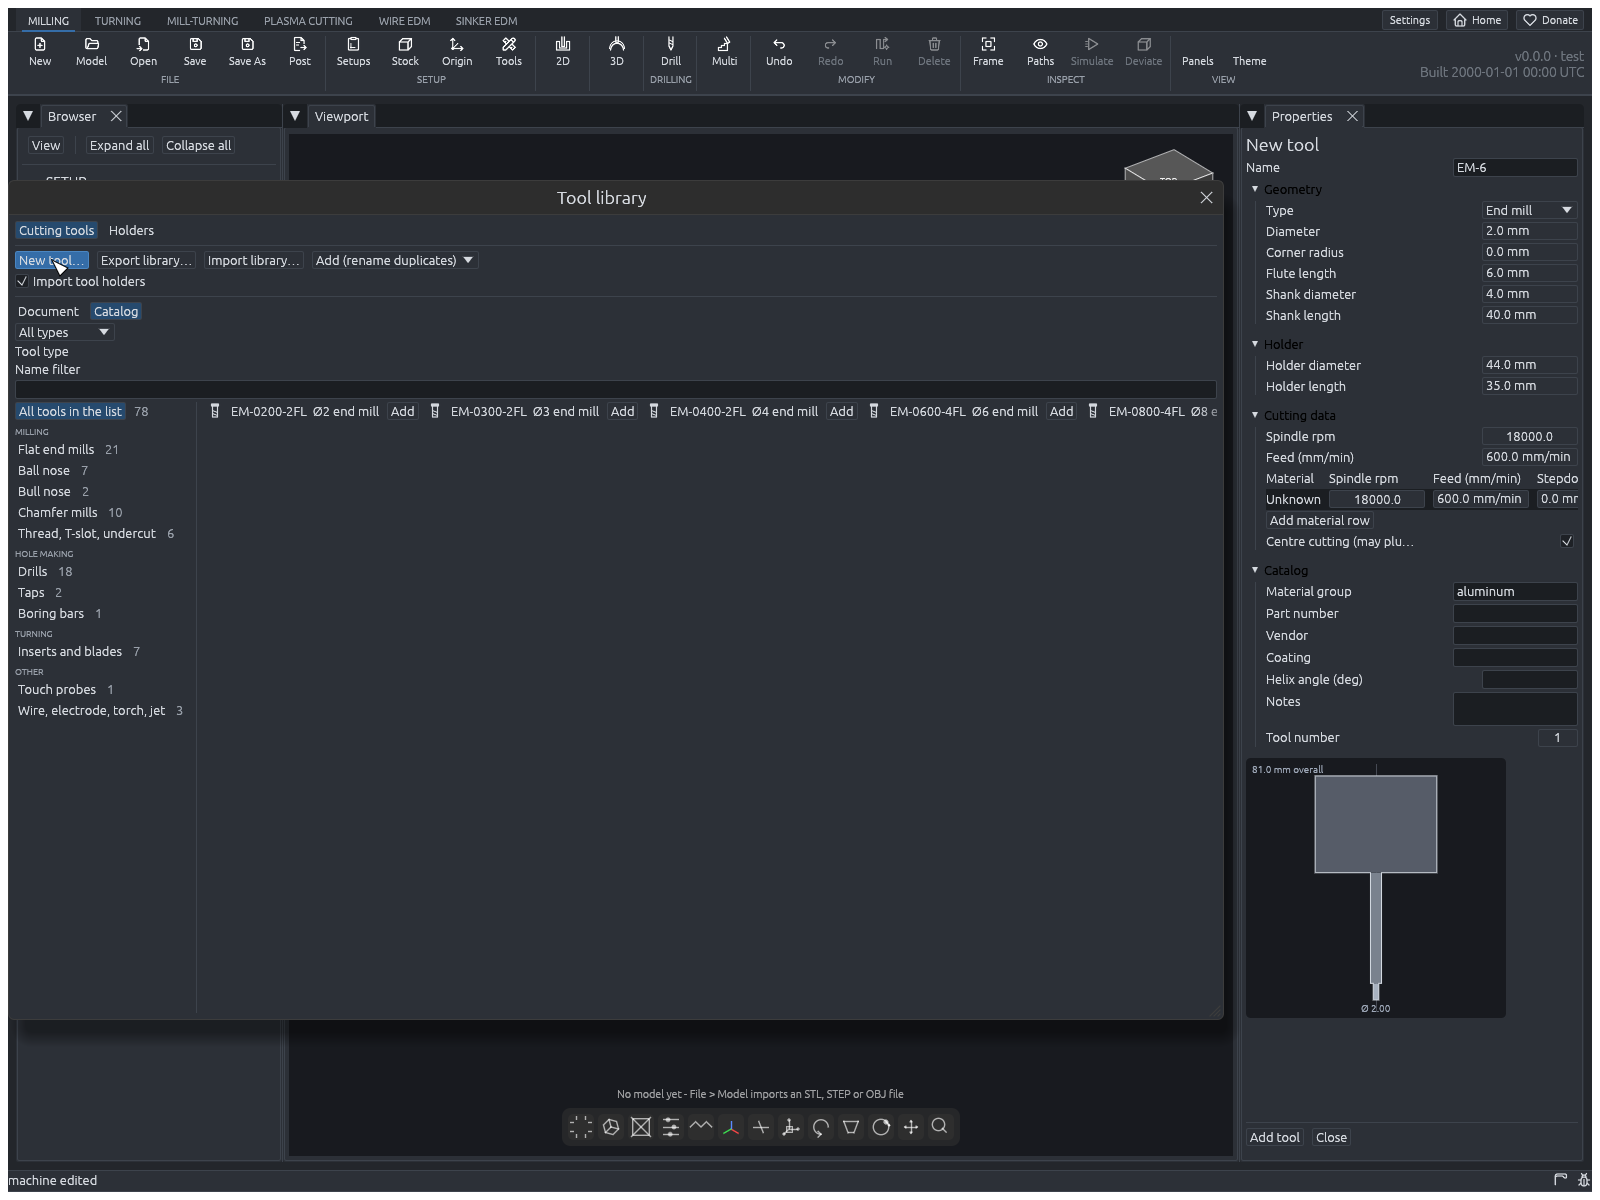 MILLING TURNING MILL-TURNING PLASMA CUTTING WIRE EDM SINKER EDM Settings Home Donate
New Model Open Save Save As Post Setups Stock Origin Tools 2D 3D Drill Multi Undo Redo Run Delete Frame Paths Simulate Deviate Panels Theme
FILE SETUP DRILLING MODIFY INSPECT VIEW
v0.0.0 · test
Built 2000-01-01 00:00 UTC
Browser
View Expand all Collapse all
Viewport
Tool library
Cutting tools Holders
New tool... Export library... Import library... Add (rename duplicates)
Import tool holders
Document Catalog
All types
Tool type
Name filter
All tools in the list 78
MILLING
Flat end mills 21
Ball nose 7
Bull nose 2
Chamfer mills 10
Thread, T-slot, undercut 6
HOLE MAKING
Drills 18
Taps 2
Boring bars 1
TURNING
Inserts and blades 7
OTHER
Touch probes 1
Wire, electrode, torch, jet 3
EM-0200-2FL Ø2 end mill Add EM-0300-2FL Ø3 end mill Add EM-0400-2FL Ø4 end mill Add EM-0600-4FL Ø6 end mill Add EM-0800-4FL Ø8 e
No model yet - File > Model imports an STL, STEP or OBJ file
Properties
New tool
Name EM-6
Geometry
Type End mill
Diameter 2.0 mm
Corner radius 0.0 mm
Flute length 6.0 mm
Shank diameter 4.0 mm
Shank length 40.0 mm
Holder
Holder diameter 44.0 mm
Holder length 35.0 mm
Cutting data
Spindle rpm 18000.0
Feed (mm/min) 600.0 mm/min
Material Spindle rpm Feed (mm/min) Stepdo
Unknown 18000.0 600.0 mm/min 0.0 mr
Add material row
Centre cutting (may plu...
Catalog
Material group aluminum
Part number
Vendor
Coating
Helix angle (deg)
Notes
Tool number 1
81.0 mm overall
Ø 2.00
Add tool Close
machine edited